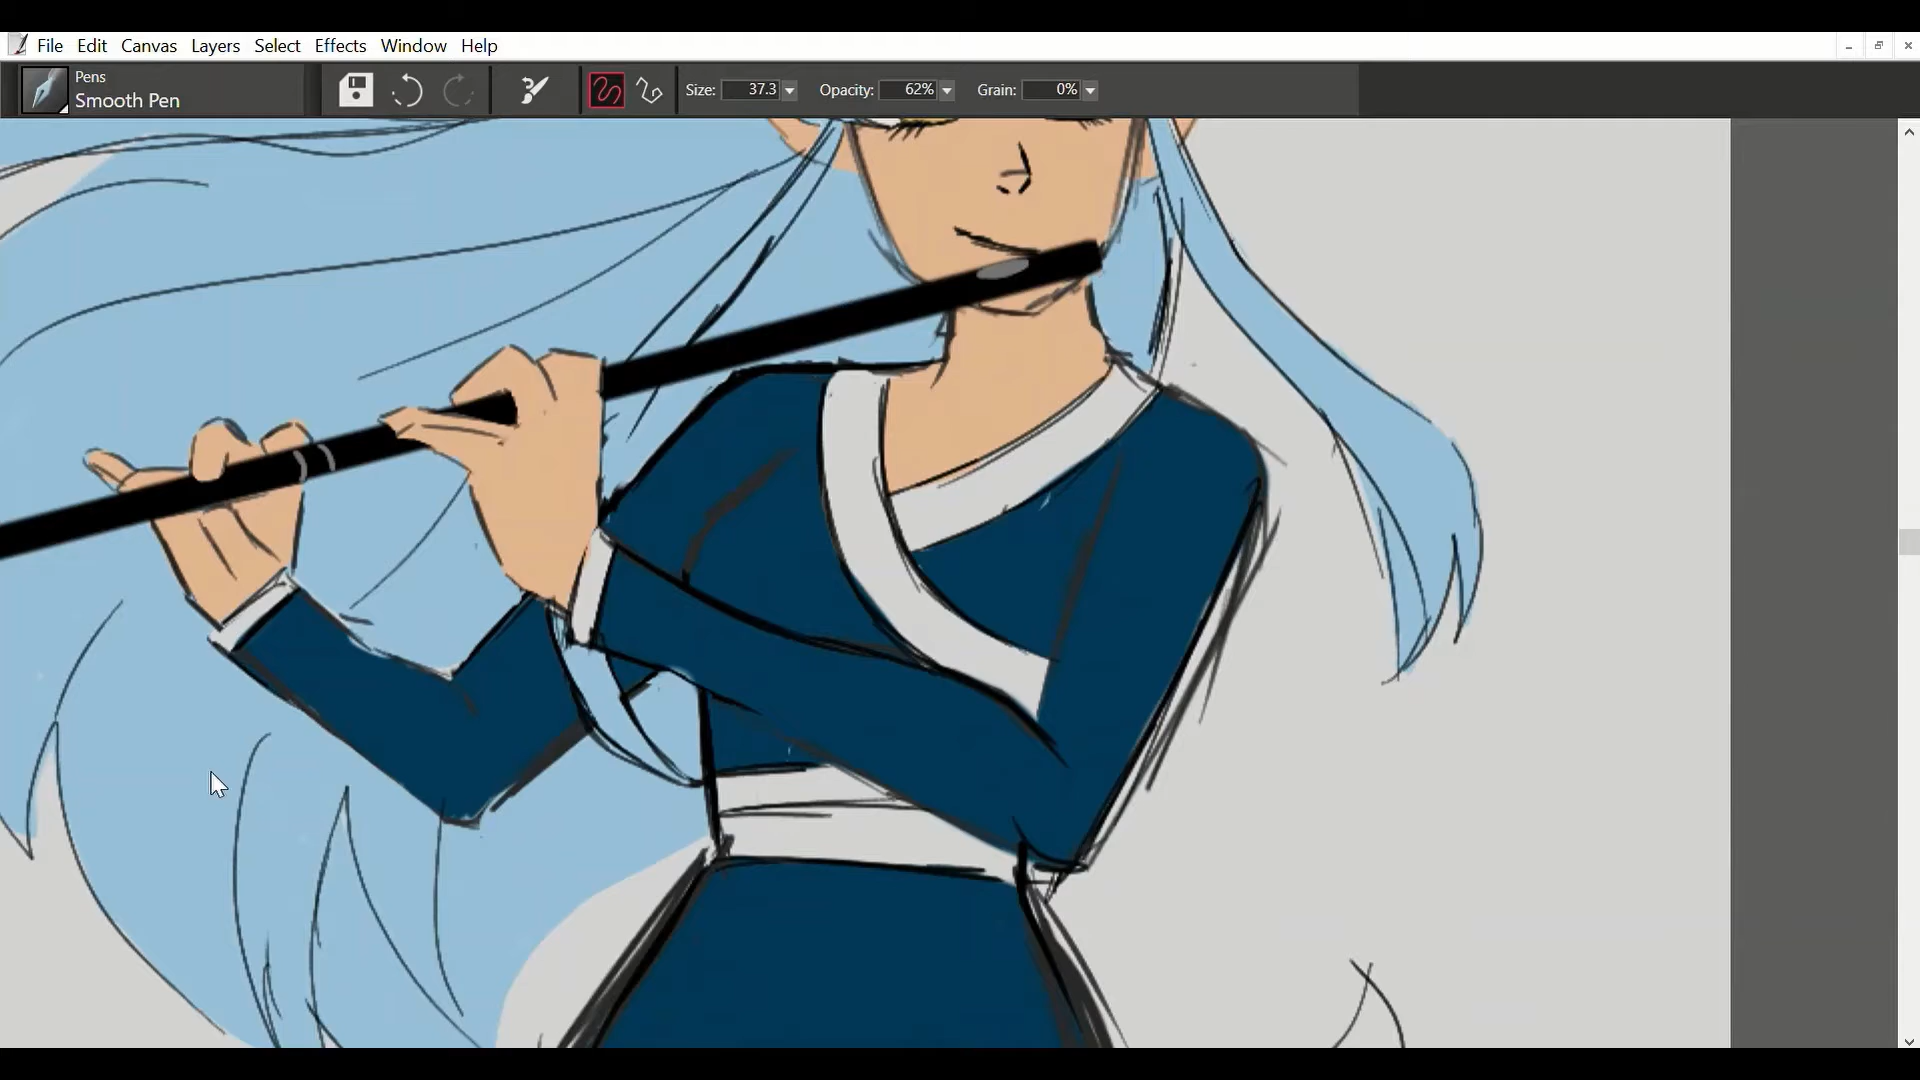 File Edit Canvas Layers Select Effects Window Help
Pens
Smooth Pen
Size: 37.3 Opacity: 62% Grain: 0%